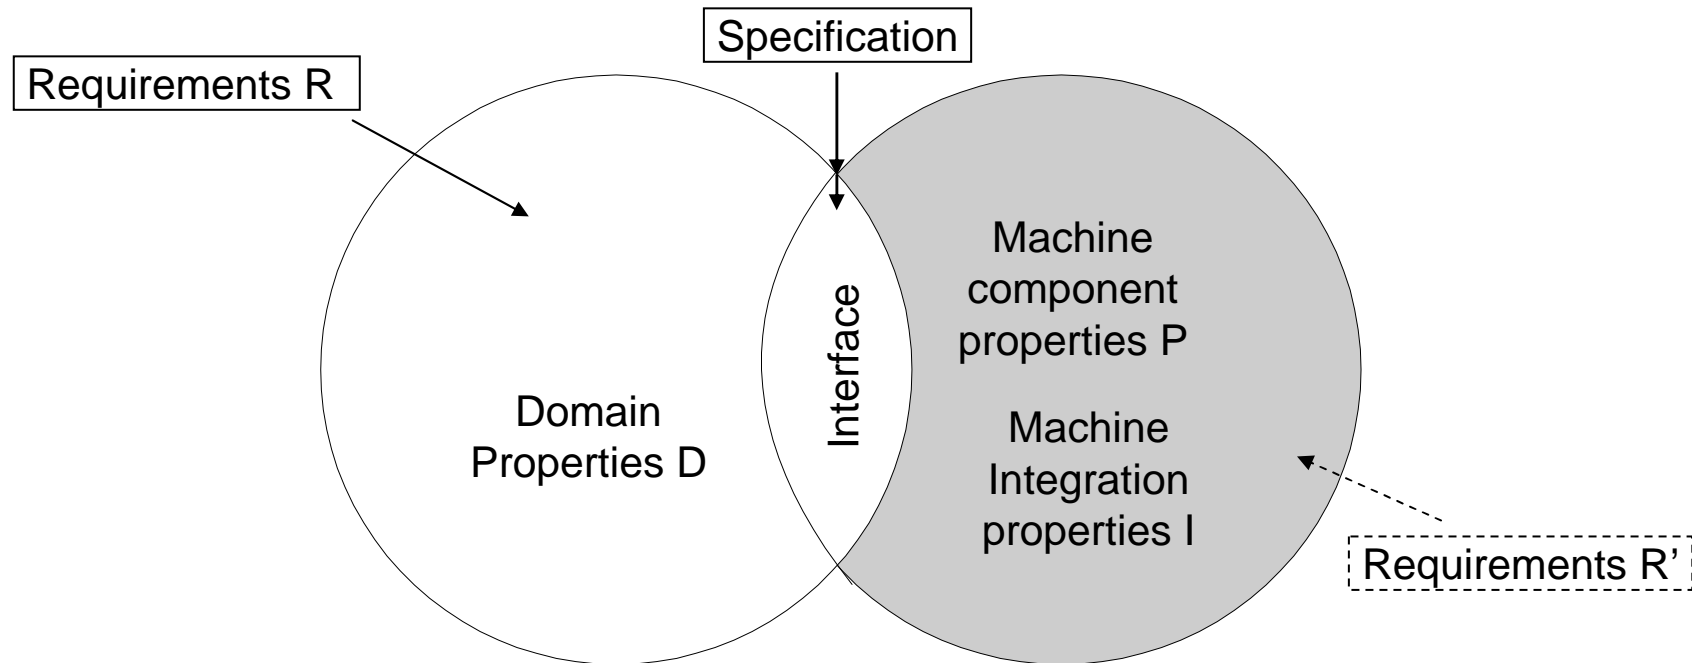 Specification
Requirements R
Machine
component
properties P
Interface
Domain
Properties D
Machine
Integration
properties I
Requirements R’